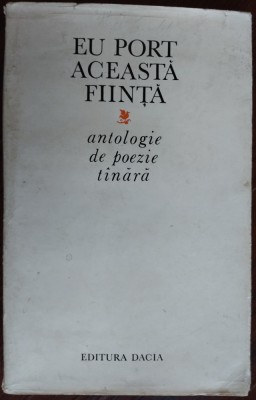 EU PORT
ACEASTĂ
FIINȚĂ
antologie
de poezie
tînără
EDITURA DACIA